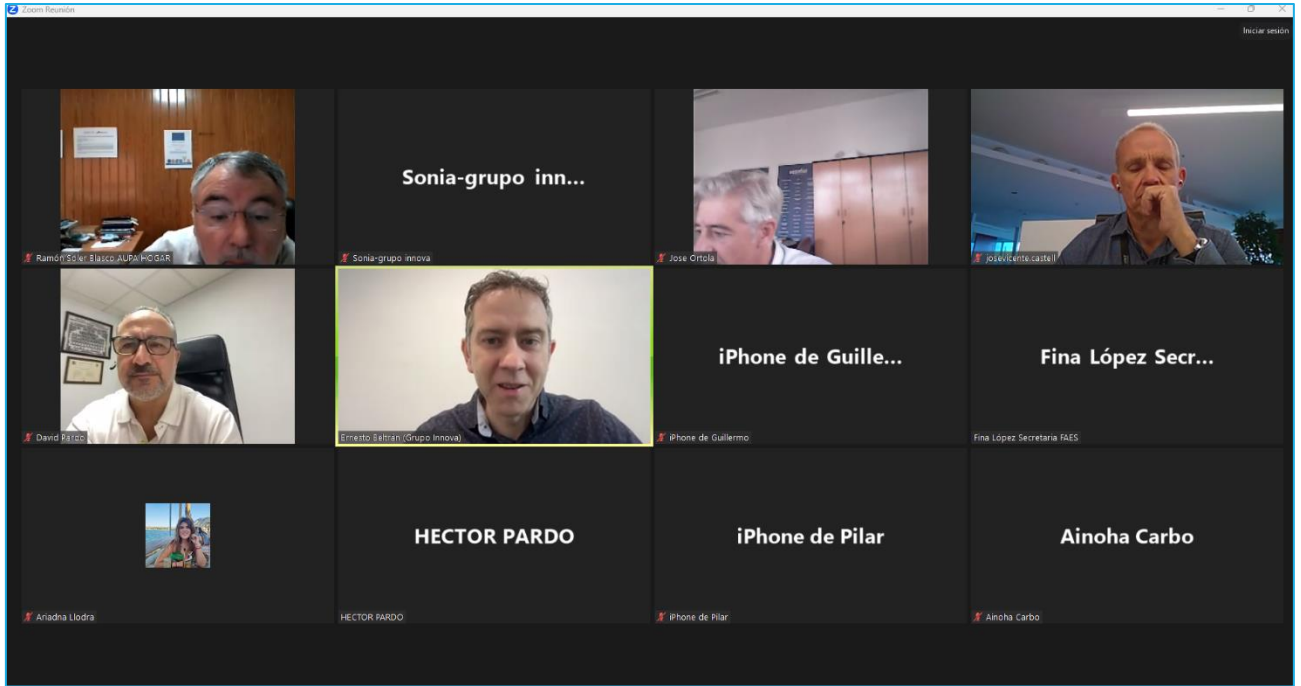 Zoom Reunión
Iniciar sesión
Ramón Soler Blasco AUPA HOGAR
Sonia-grupo inn...
Sonia-grupo innova
Jose Ortola
josevicente.castell
David Pardo
Ernesto Beltran (Grupo Innova)
iPhone de Guille...
iPhone de Guillermo
Fina López Secr...
Fina López Secretaria FAES
Ariadna Llodra
HECTOR PARDO
HECTOR PARDO
iPhone de Pilar
iPhone de Pilar
Ainoha Carbo
Ainoha Carbo